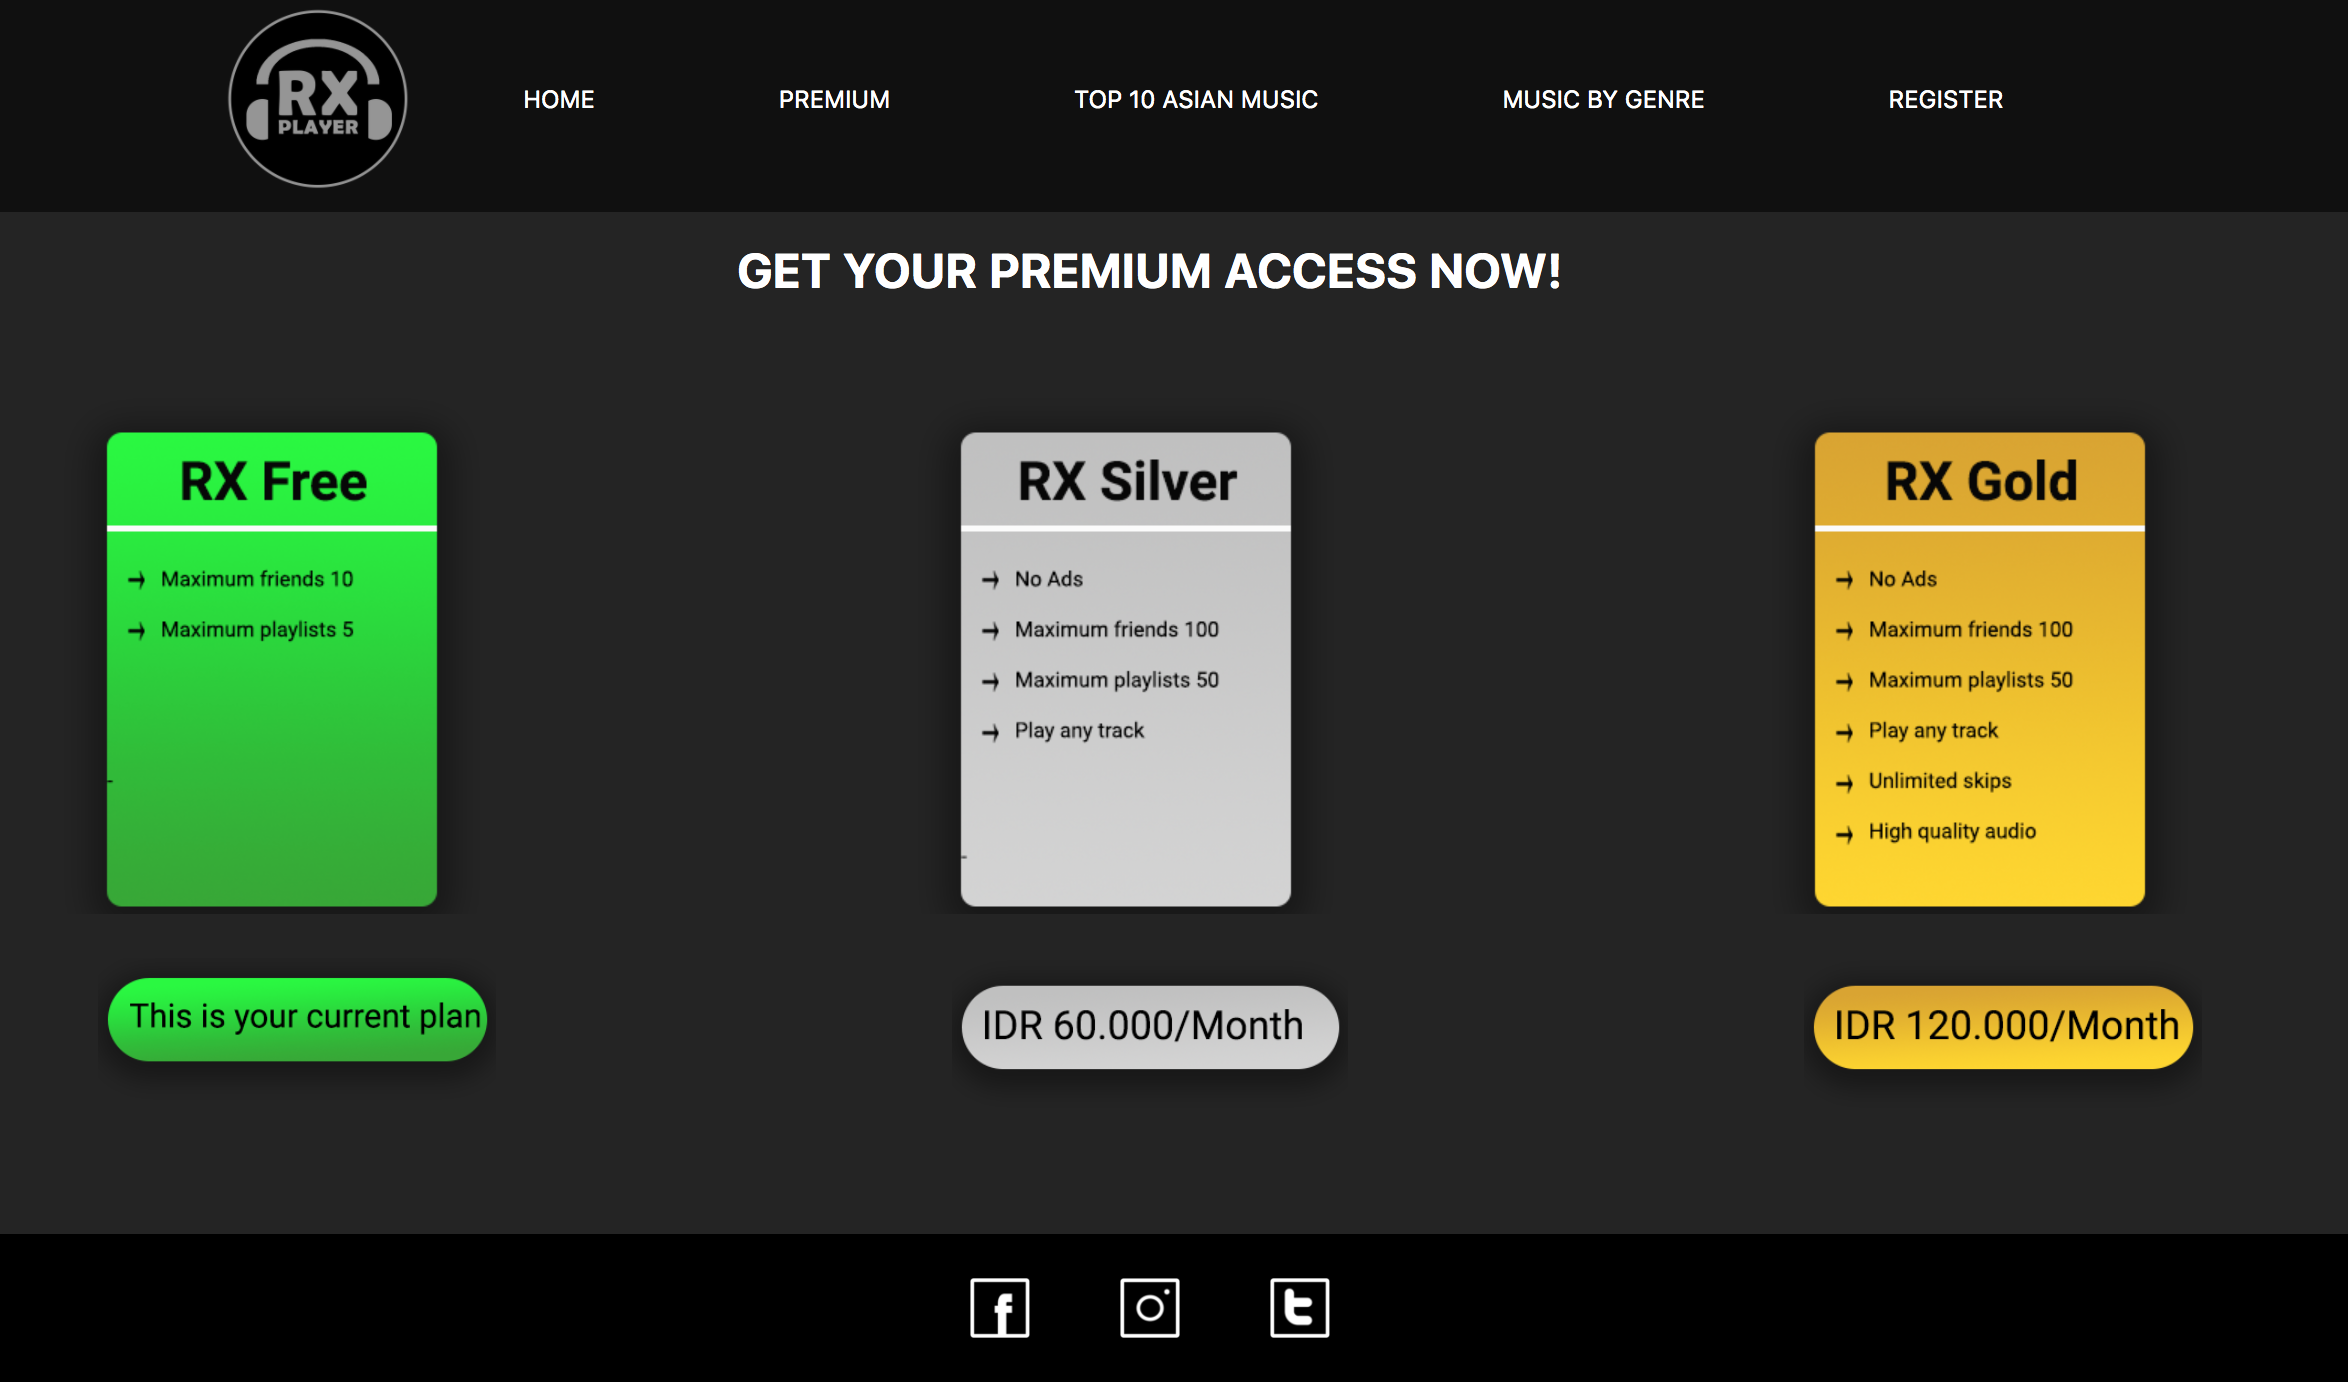 RX
PLAYER
HOME
PREMIUM
TOP 10 ASIAN MUSIC
MUSIC BY GENRE
REGISTER
GET YOUR PREMIUM ACCESS NOW!
RX Free
→ Maximum friends 10
→ Maximum playlists 5
-
This is your current plan
RX Silver
→ No Ads
→ Maximum friends 100
→ Maximum playlists 50
→ Play any track
-
IDR 60.000/Month
RX Gold
→ No Ads
→ Maximum friends 100
→ Maximum playlists 50
→ Play any track
→ Unlimited skips
→ High quality audio
IDR 120.000/Month